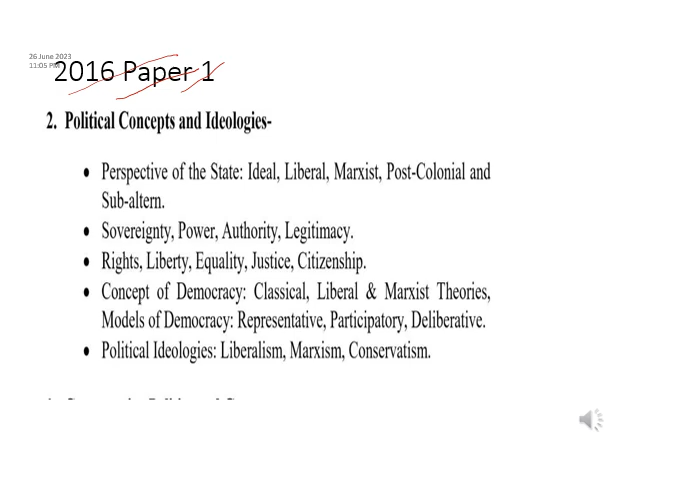 26 June 2023
11:05 PM
2016 Paper 1
2. Political Concepts and Ideologies-
• Perspective of the State: Ideal, Liberal, Marxist, Post-Colonial and
Sub-altern.
• Sovereignty, Power, Authority, Legitimacy.
• Rights, Liberty, Equality, Justice, Citizenship.
• Concept of Democracy: Classical, Liberal & Marxist Theories,
Models of Democracy: Representative, Participatory, Deliberative.
• Political Ideologies: Liberalism, Marxism, Conservatism.